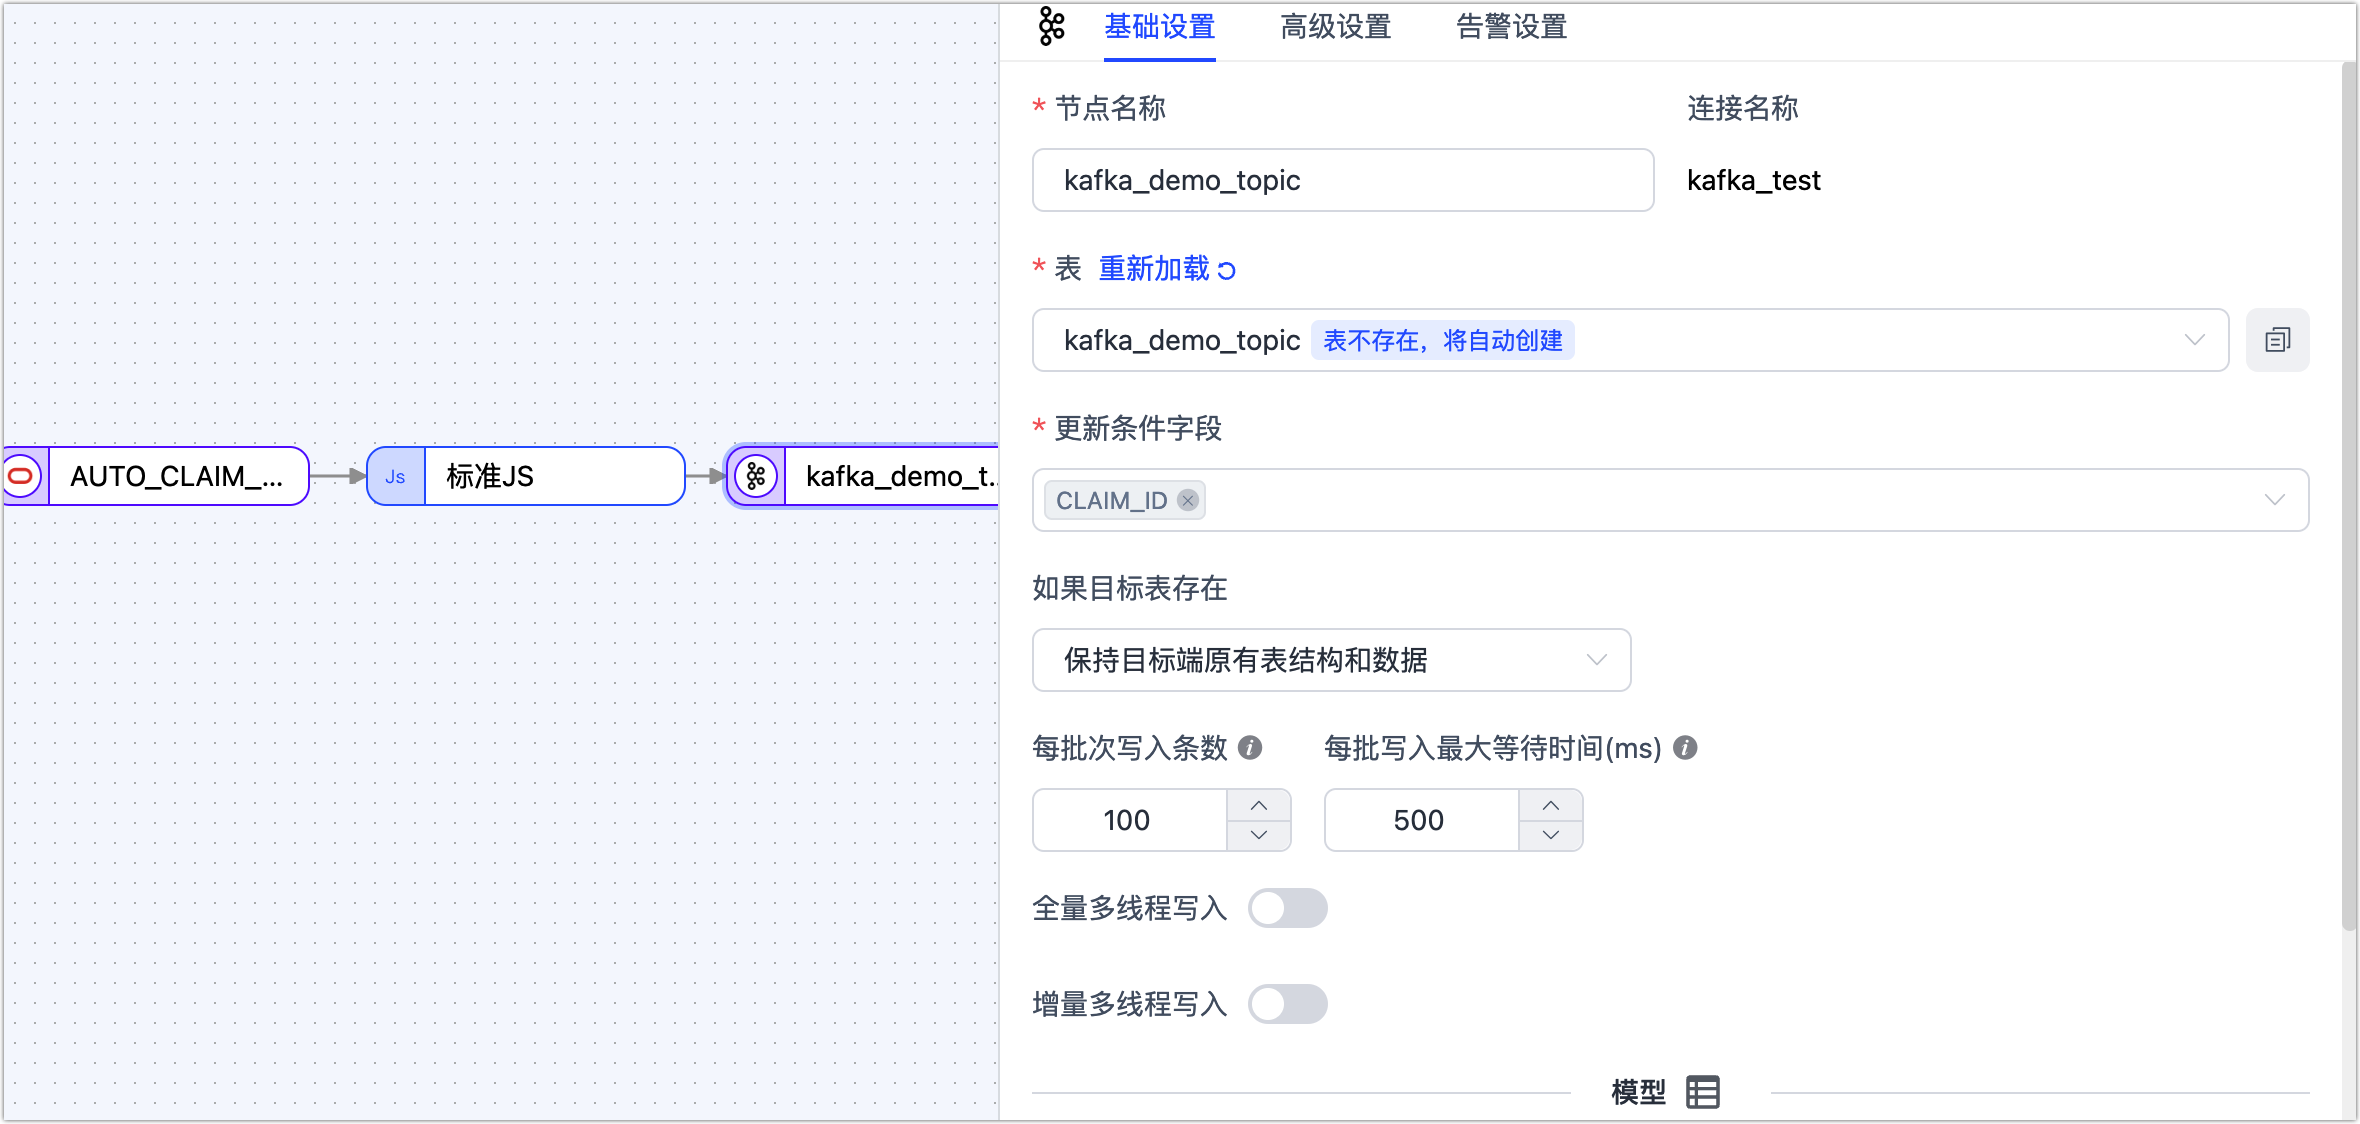 基础设置 高级设置 告警设置
* 节点名称 连接名称
kafka_demo_topic kafka_test
* 表 重新加载
kafka_demo_topic 表不存在，将自动创建
* 更新条件字段
AUTO_CLAIM_... Js 标准JS kafka_demo_t...
CLAIM_ID
如果目标表存在
保持目标端原有表结构和数据
每批次写入条数 每批写入最大等待时间(ms)
100 500
全量多线程写入
增量多线程写入
模型